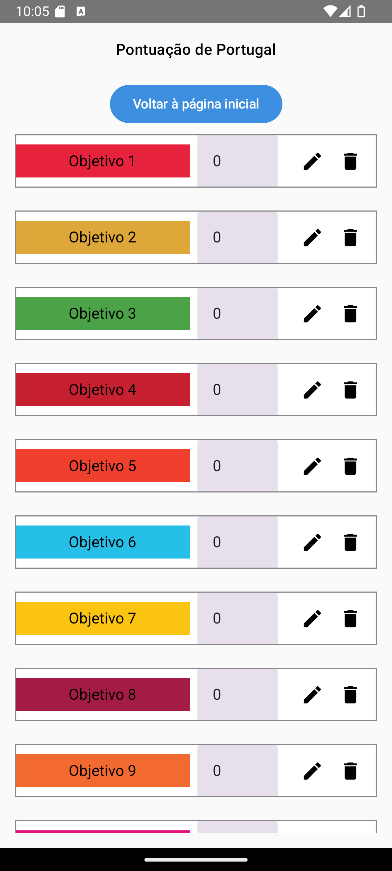 10:05
Pontuação de Portugal
Voltar à página inicial
Objetivo 1 0
Objetivo 2 0
Objetivo 3 0
Objetivo 4 0
Objetivo 5 0
Objetivo 6 0
Objetivo 7 0
Objetivo 8 0
Objetivo 9 0